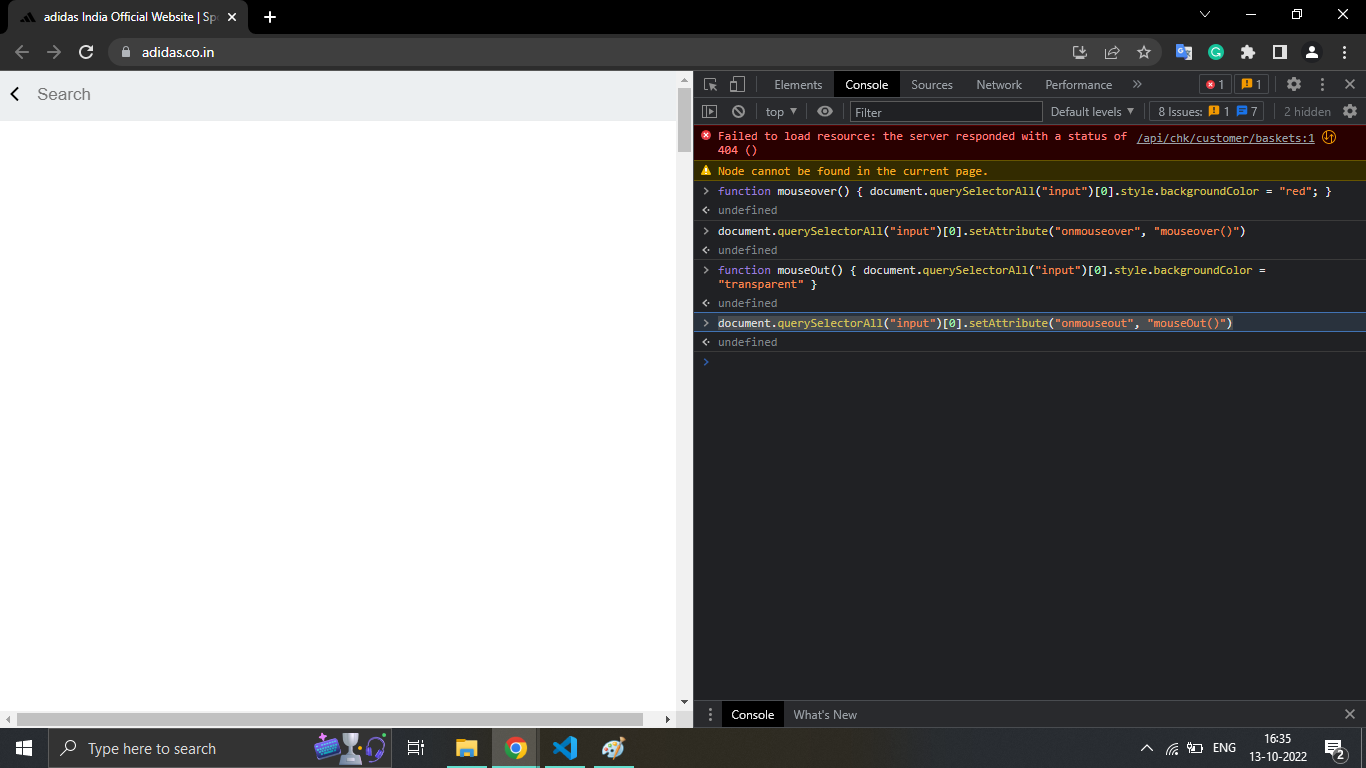 adidas India Official Website | Sp
adidas.co.in
Search
Elements Console Sources Network Performance 1 1
top Filter Default levels 8 Issues: 1 7 2 hidden
Failed to load resource: the server responded with a status of /api/chk/customer/baskets:1
404 ()
Node cannot be found in the current page.
function mouseover() { document.querySelectorAll("input")[0].style.backgroundColor = "red"; }
undefined
document.querySelectorAll("input")[0].setAttribute("onmouseover", "mouseover()")
undefined
function mouseOut() { document.querySelectorAll("input")[0].style.backgroundColor =
"transparent" }
undefined
document.querySelectorAll("input")[0].setAttribute("onmouseout", "mouseOut()")
undefined
Console What's New
Type here to search
ENG
16:35
13-10-2022
2